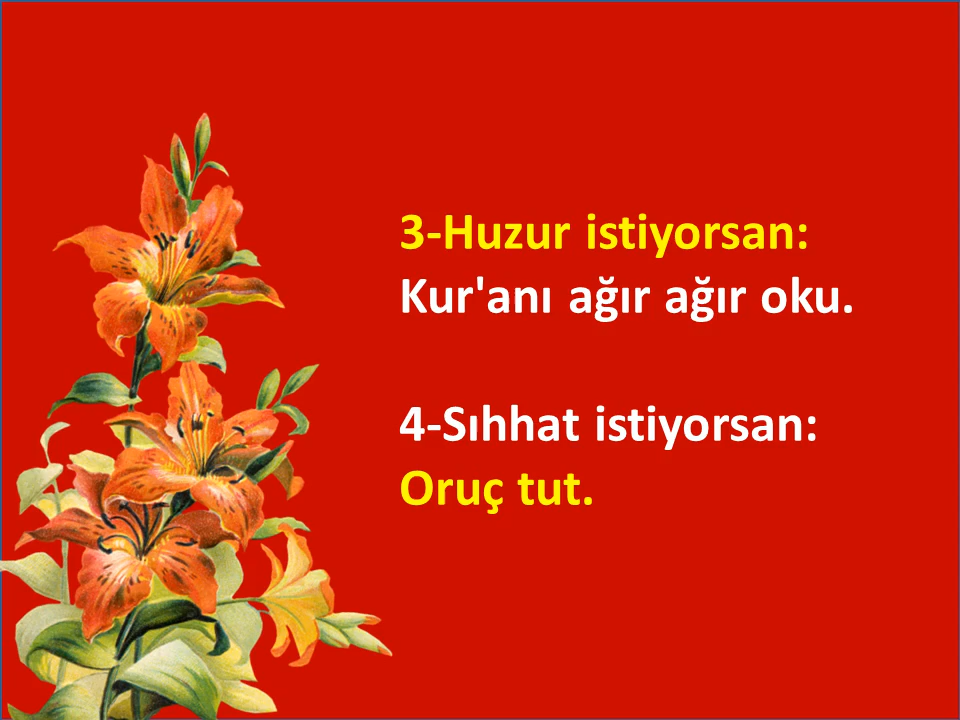 3-Huzur istiyorsan:
Kur'anı ağır ağır oku.
4-Sıhhat istiyorsan:
Oruç tut.